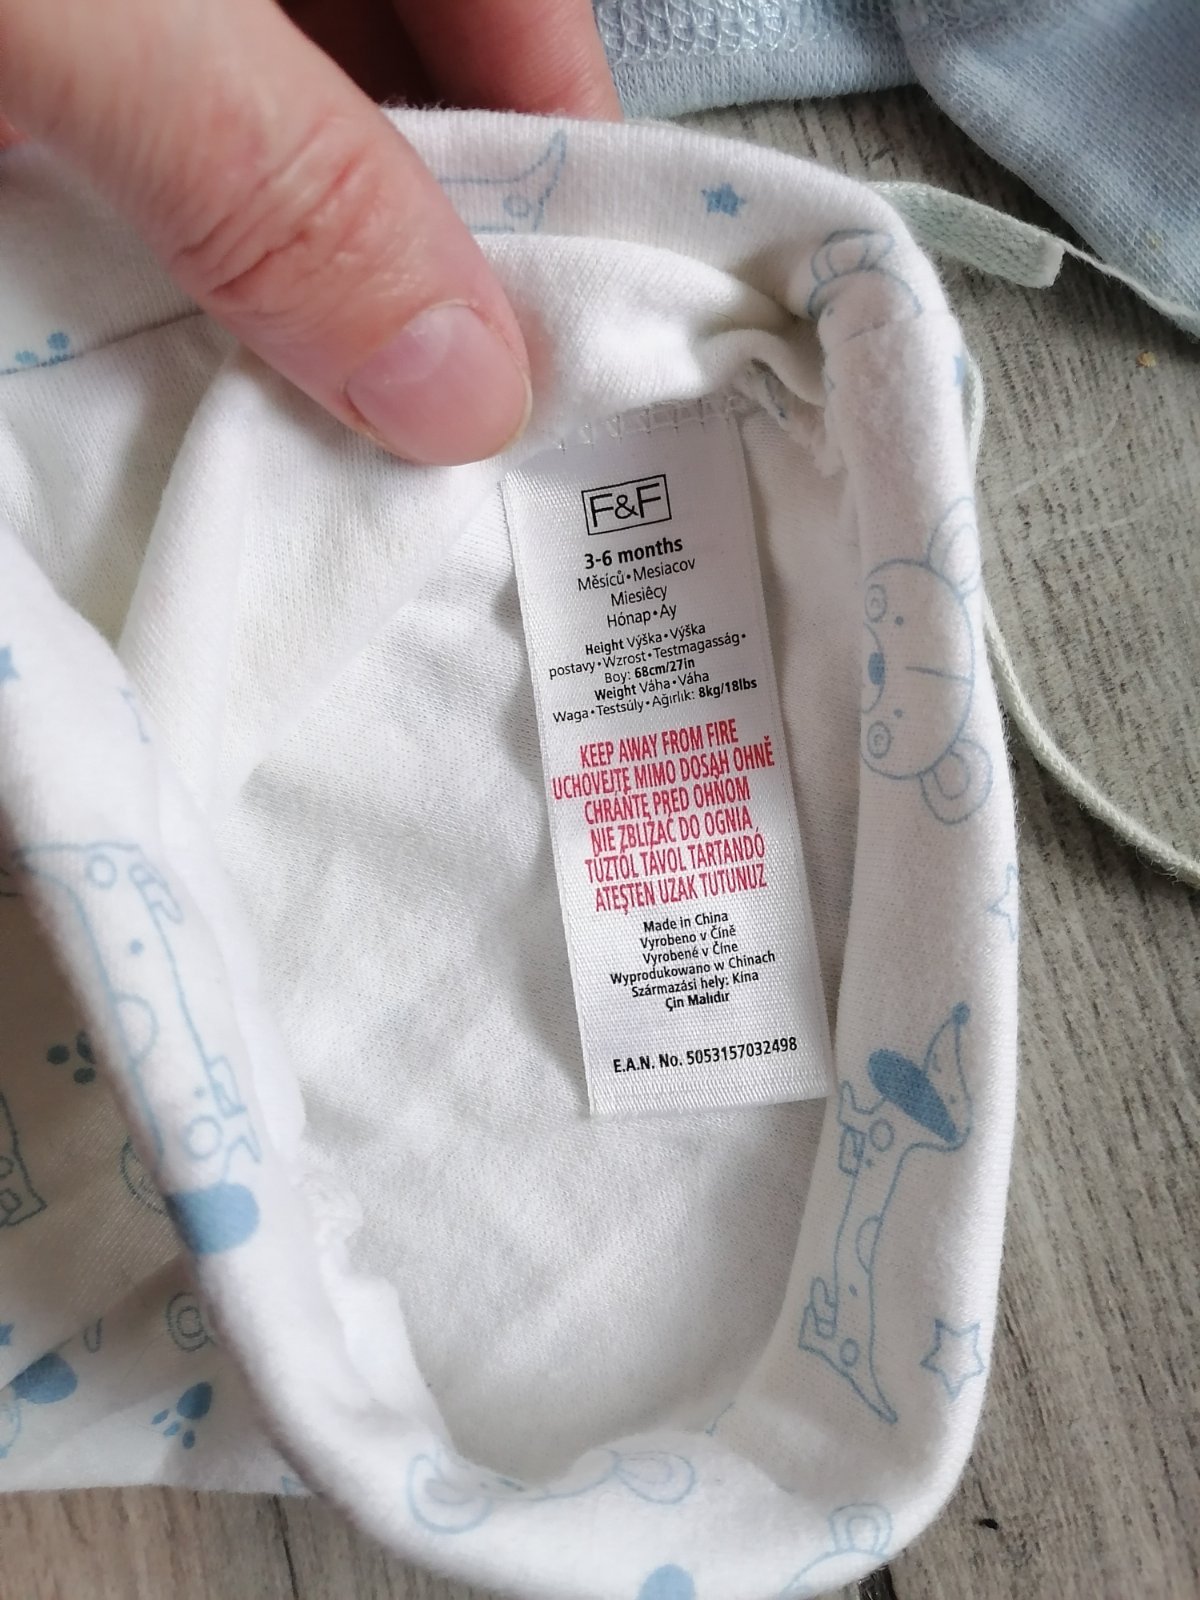 F&F
3-6 months
Měsíců•Mesiacov
Miesiêcy
Hónap•Ay
Height Výška•Výška
postavy•Wzrost•Testmagasság•
Boy: 68cm/27in
Weight Váha•Váha
Waga•Testsúly•Ağırlık: 8kg/18lbs
KEEP AWAY FROM FIRE
UCHOVEJTE MIMO DOSAH OHNĚ
CHRÁŇTE PRED OHŇOM
NIE ZBLIŻAĆ DO OGNIA
TŰZTŐL TÁVOL TARTANDÓ
ATEŞTEN UZAK TUTUNUZ
Made in China
Vyrobeno v Číně
Vyrobené v Číne
Wyprodukowano w Chinach
Származási hely: Kína
Çin Malıdır
E.A.N. No. 5053157032498